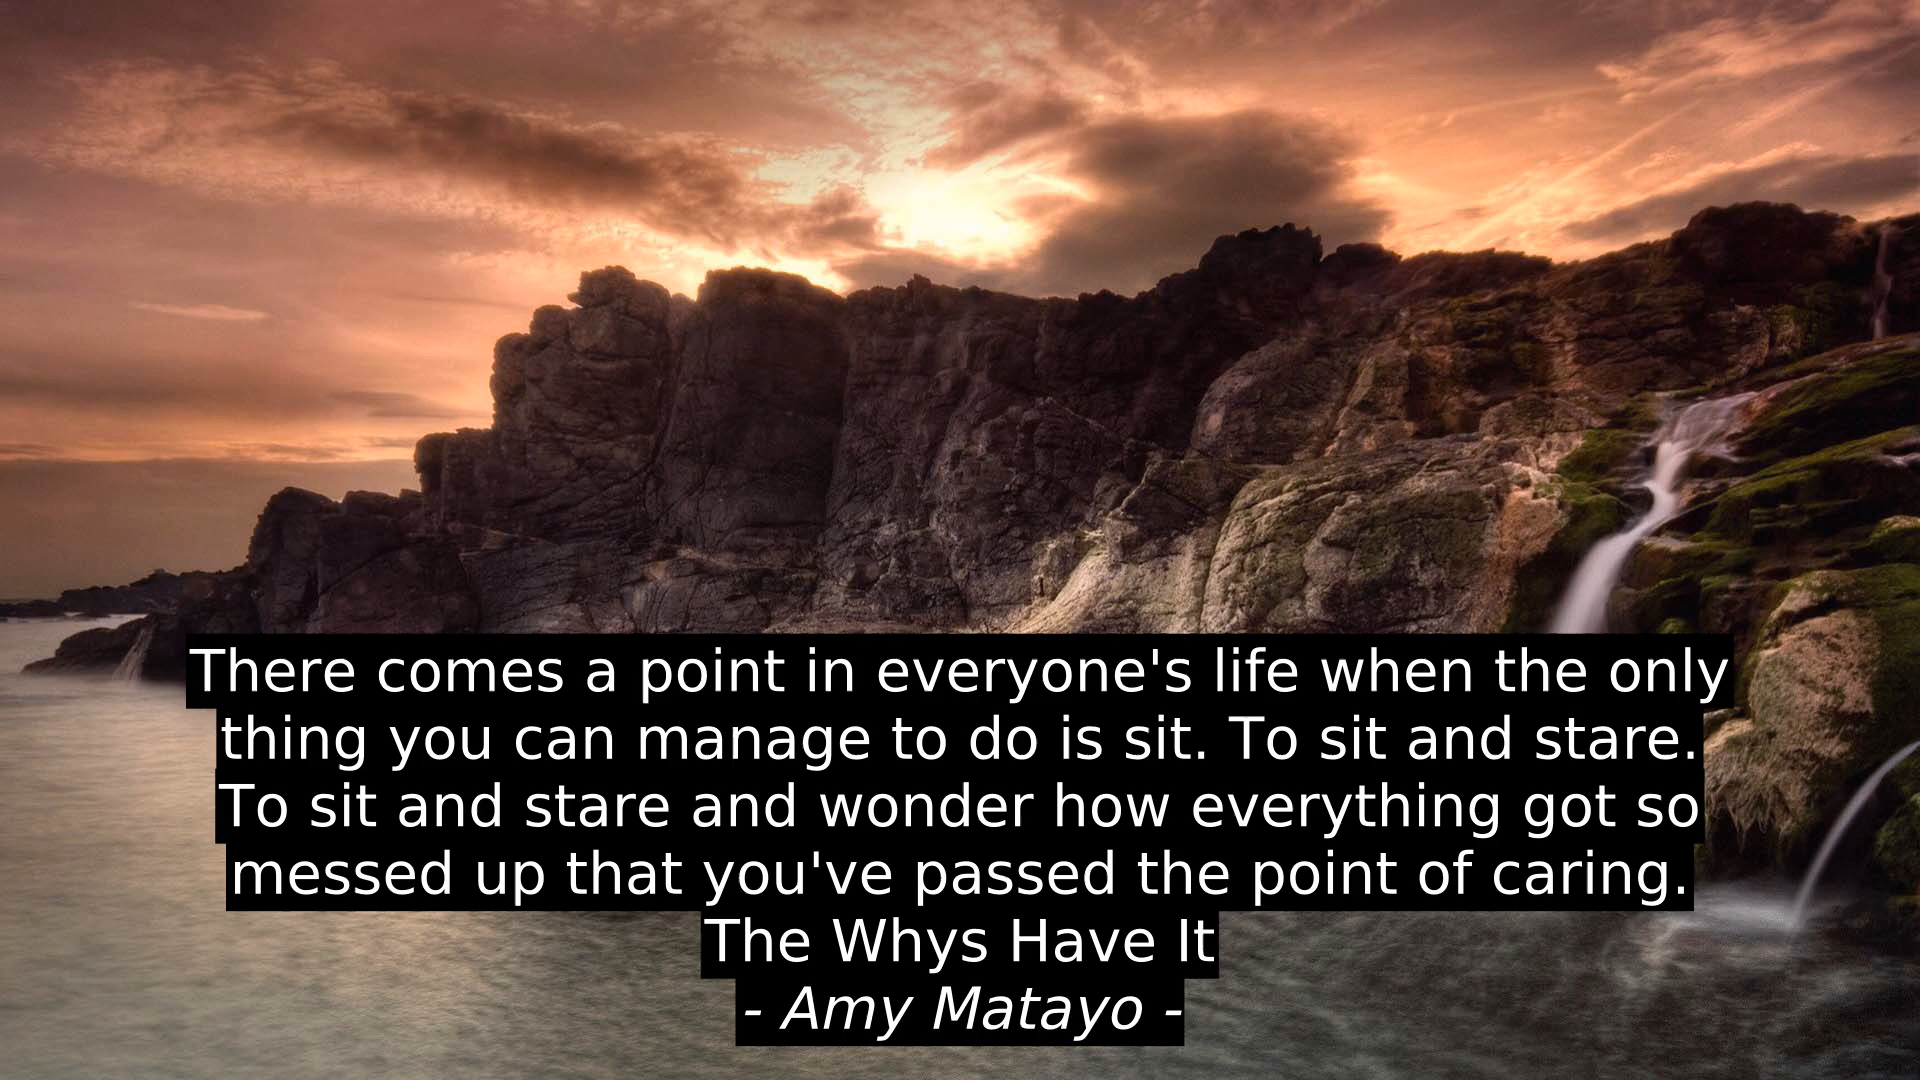 There comes a point in everyone's life when the only
thing you can manage to do is sit. To sit and stare.
To sit and stare and wonder how everything got so
messed up that you've passed the point of caring.
The Whys Have It
- Amy Matayo -